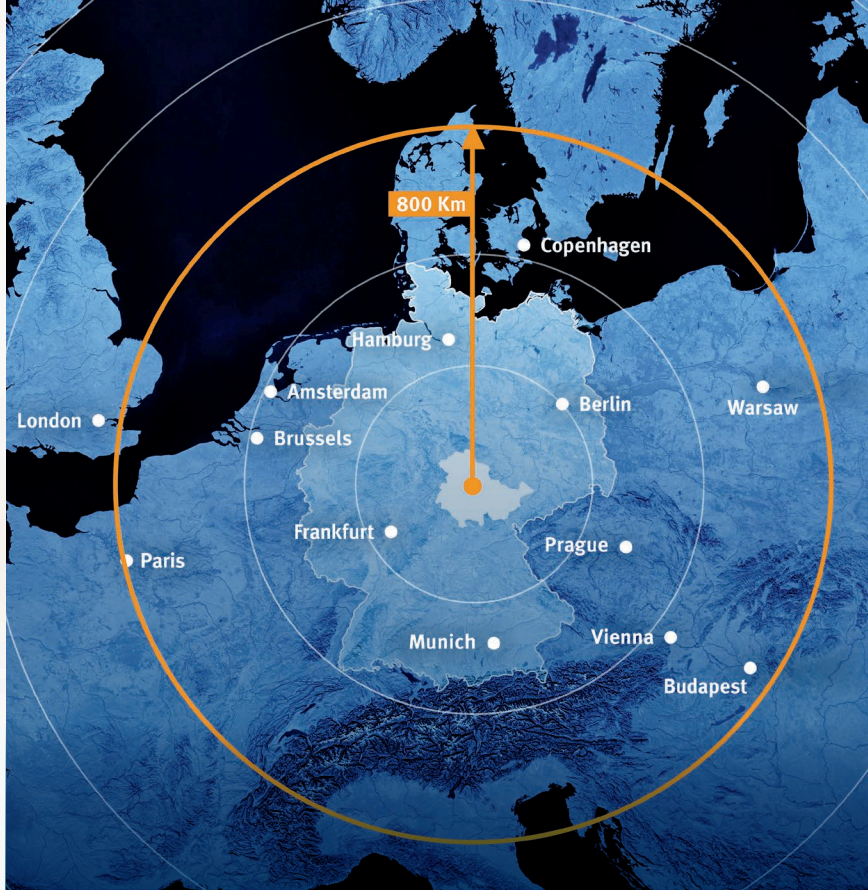 800 Km
Copenhagen
Hamburg
Amsterdam
Berlin
Warsaw
London
Brussels
Frankfurt
Prague
Paris
Munich
Vienna
Budapest